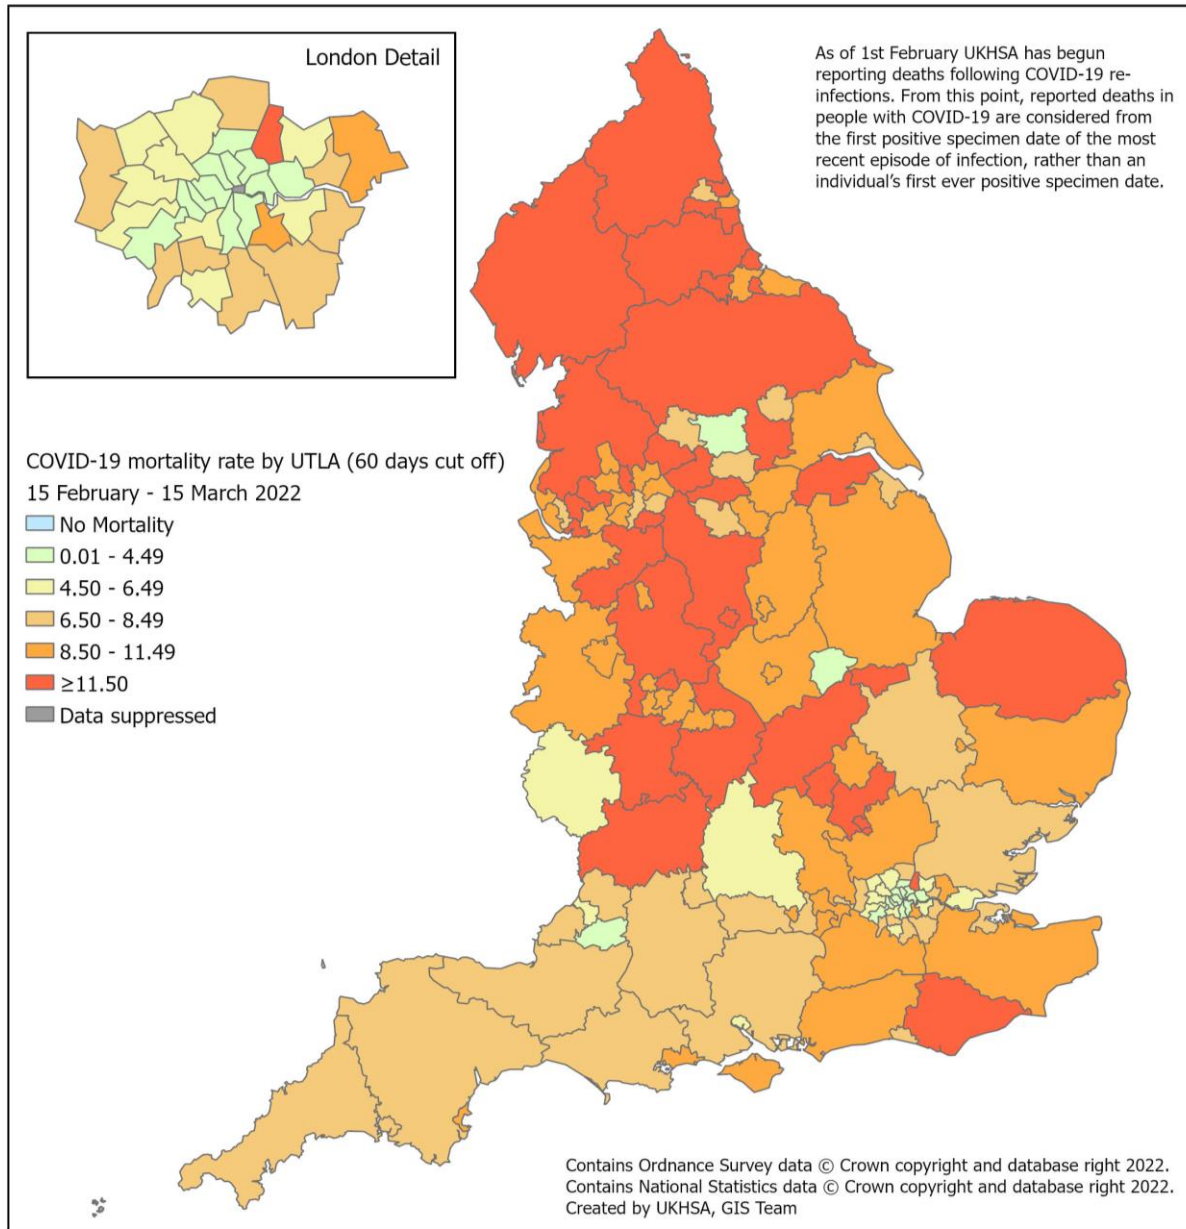 London Detail
As of 1st February UKHSA has begun
reporting deaths following COVID-19 re-
infections. From this point, reported deaths in
people with COVID-19 are considered from
the first positive specimen date of the most
recent episode of infection, rather than an
individual's first ever positive specimen date.
COVID-19 mortality rate by UTLA (60 days cut off)
15 February - 15 March 2022
No Mortality
0.01 - 4.49
4.50 - 6.49
6.50 - 8.49
8.50 - 11.49
≥11.50
Data suppressed
Contains Ordnance Survey data © Crown copyright and database right 2022.
Contains National Statistics data © Crown copyright and database right 2022.
Created by UKHSA, GIS Team